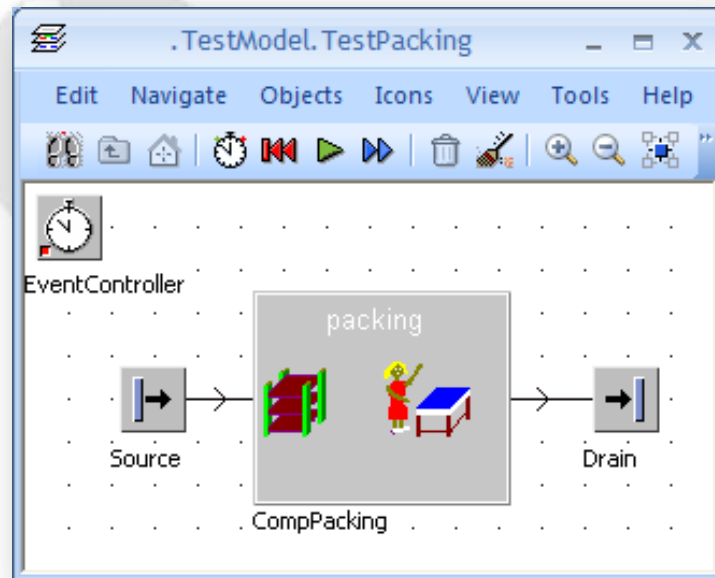 .TestModel.TestPacking
Edit Navigate Objects Icons View Tools Help
EventController
packing
Source
Drain
CompPacking